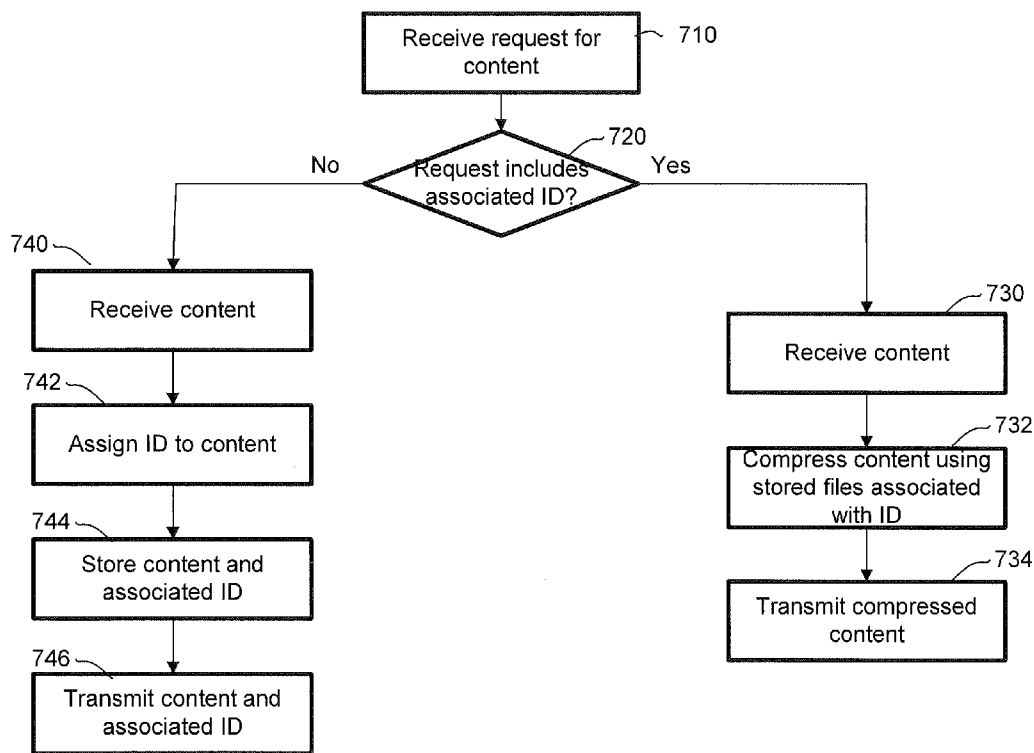 Receive request for
content
710
720
No
Request includes
associated ID?
Yes
740
Receive content
742
Assign ID to content
744
Store content and
associated ID
746
Transmit content and
associated ID
730
Receive content
732
Compress content using
stored files associated
with ID
734
Transmit compressed
content